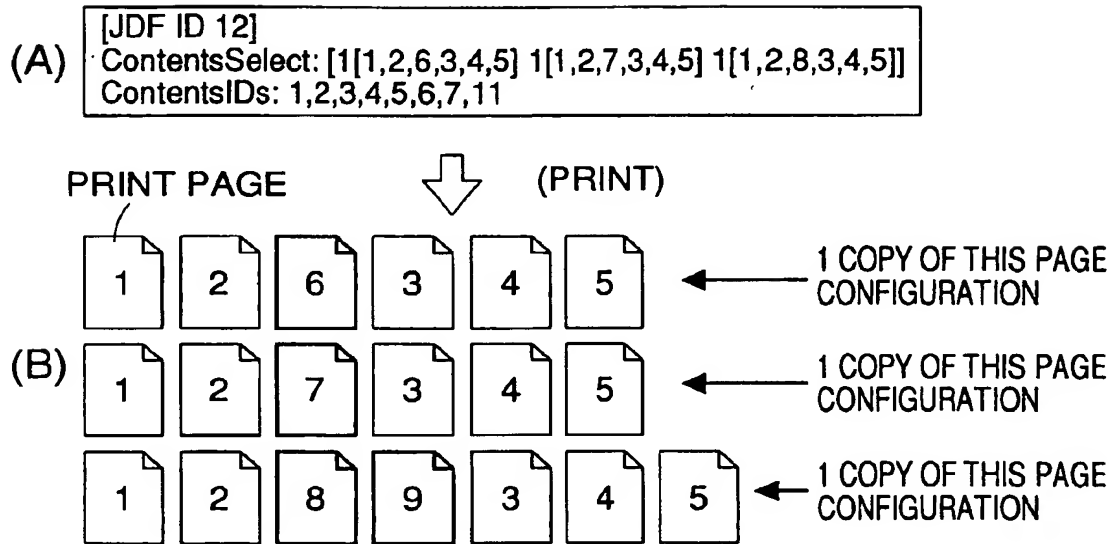 (A)
[JDF ID 12]
ContentsSelect: [1[1,2,6,3,4,5] 1[1,2,7,3,4,5] 1[1,2,8,3,4,5]]
ContentsIDs: 1,2,3,4,5,6,7,11
PRINT PAGE
(PRINT)
1 2 6 3 4 5
1 COPY OF THIS PAGE
CONFIGURATION
(B)
1 2 7 3 4 5
1 COPY OF THIS PAGE
CONFIGURATION
1 2 8 9 3 4 5
1 COPY OF THIS PAGE
CONFIGURATION